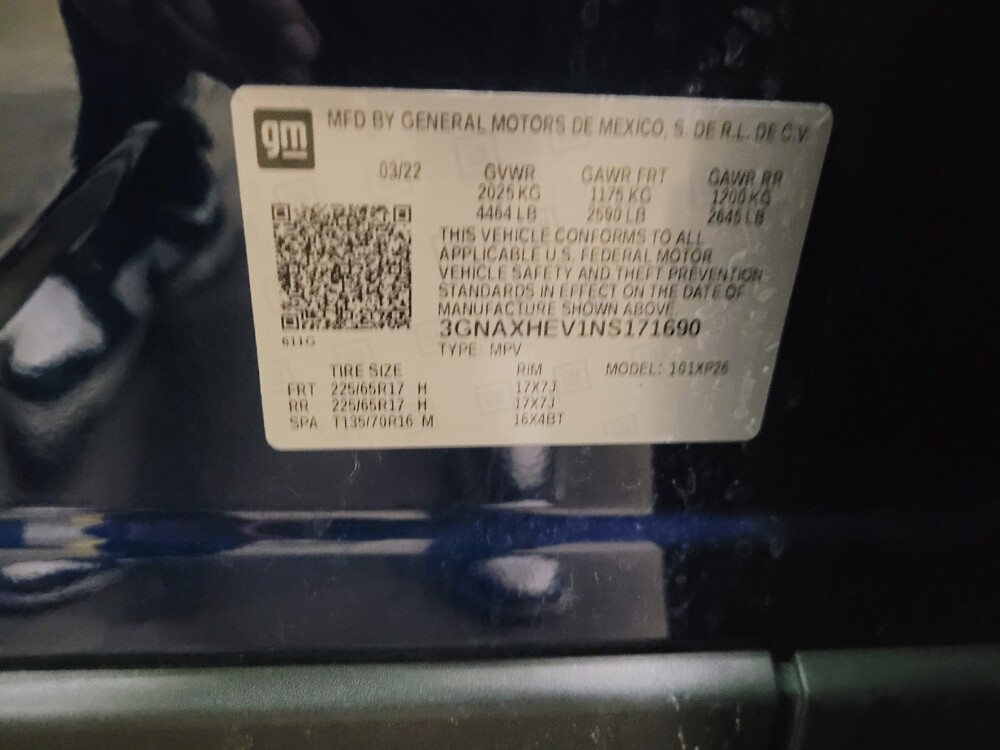 gm
MFD BY GENERAL MOTORS DE MEXICO, S. DE R.L. DE C.V.
03/22 GVWR GAWR FRT GAWR RR
2025 KG 1175 KG 1200 KG
4464 LB 2590 LB 2645 LB
THIS VEHICLE CONFORMS TO ALL
APPLICABLE U.S. FEDERAL MOTOR
VEHICLE SAFETY AND THEFT PREVENTION
STANDARDS IN EFFECT ON THE DATE OF
MANUFACTURE SHOWN ABOVE.
3GNAXHEV1NS171690
611G
TYPE: MPV
TIRE SIZE RIM MODEL: 101XP26
FRT 225/65R17 H 17X7J
RR 225/65R17 H 17X7J
SPA T135/70R16 M 16X4BT